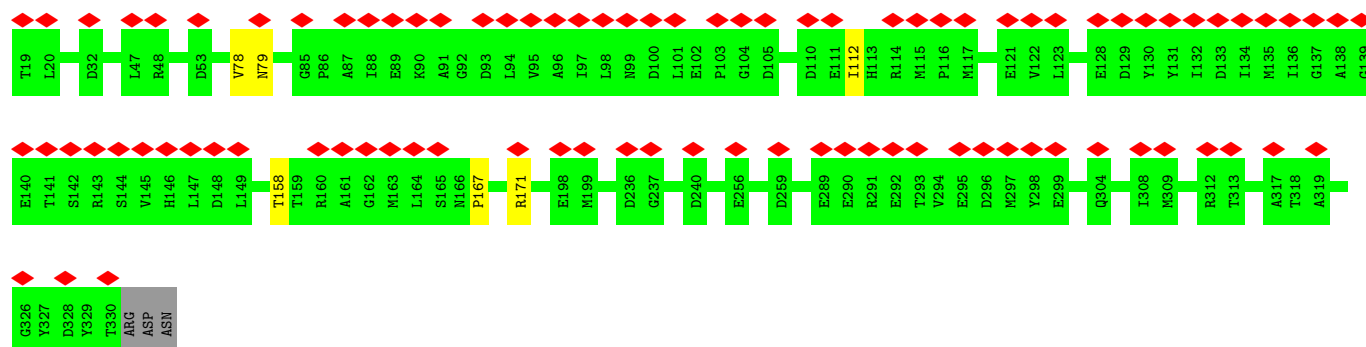 T19 L20 D32 L47 R48 D53 V78 N79 G85 P86 A87 I88 E89 K90 A91 G92 D93 L94 V95 A96 I97 L98 N99 D100 L101 E102 P103 G104 D105 D110 E111 I112 H113 R114 M115 P116 M117 E121 V122 L123 E128 D129 Y130 Y131 I132 D133 I134 M135 I136 G137 A138 G139
E140 T141 S142 R143 S144 V145 H146 L147 D148 L149 T158 T159 R160 A161 G162 M163 L164 S165 N166 P167 R171 E198 M199 D236 G237 D240 E256 D259 E289 E290 R291 E292 T293 V294 E295 D296 M297 Y298 E299 Q304 I308 M309 R312 T313 A317 T318 A319
G326 Y327 D328 Y329 T330 ARG ASP ASN